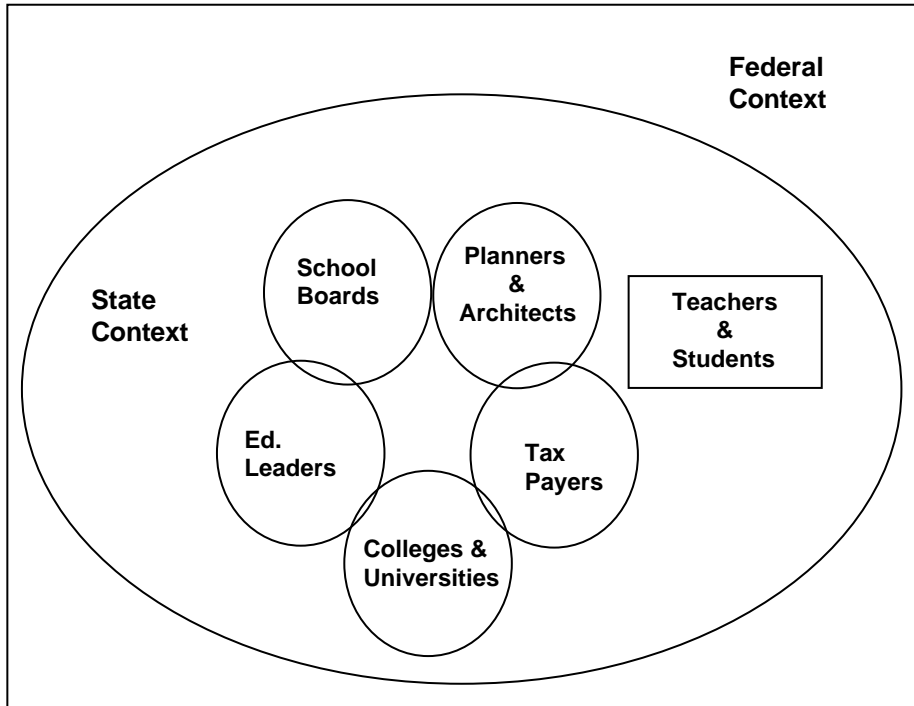 Federal
Context
School
Boards
Planners
&
Architects
State
Context
Teachers
&
Students
Ed.
Leaders
Tax
Payers
Colleges &
Universities